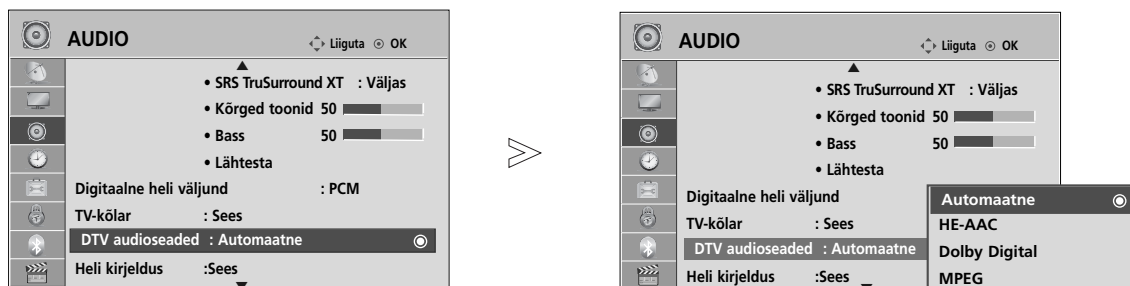 AUDIO
Liiguta OK
• SRS TruSurround XT : Väljas
• Kõrged toonid 50
• Bass 50
• Lähtesta
Digitaalne heli väljund : PCM
TV-kõlar : Sees
DTV audioseaded : Automaatne
Heli kirjeldus :Sees
AUDIO
Liiguta OK
• SRS TruSurround XT : Väljas
• Kõrged toonid 50
• Bass 50
• Lähtesta
Digitaalne heli väljund
TV-kõlar : Sees
DTV audioseaded : Automaatne
Heli kirjeldus :Sees
Automaatne
HE-AAC
Dolby Digital
MPEG